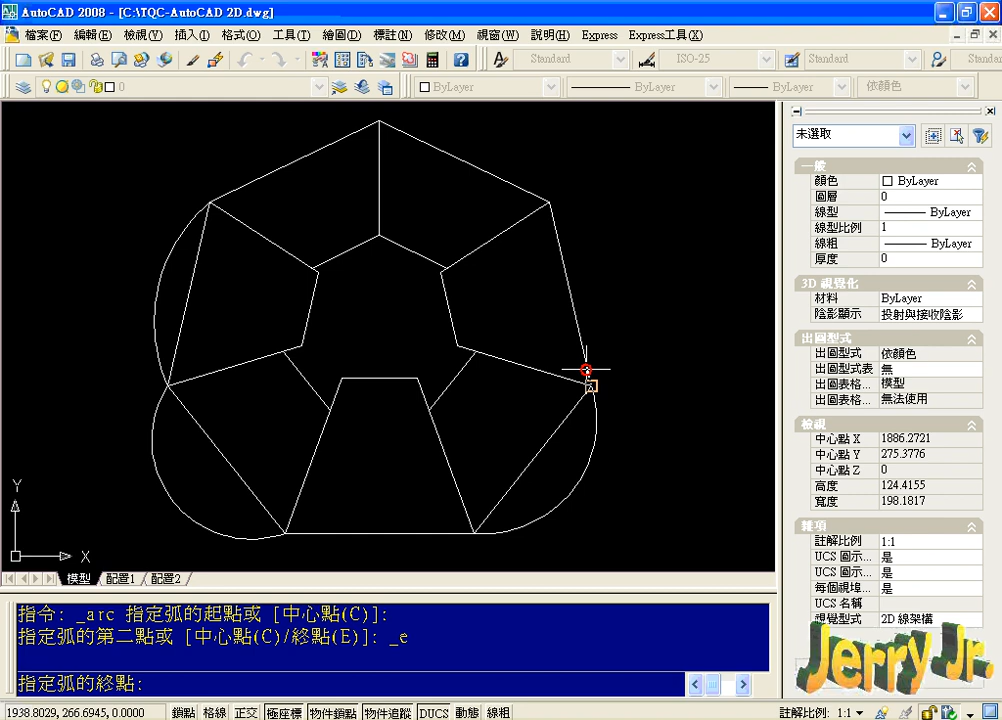 AutoCAD 2008 - [C:\TQC-AutoCAD 2D.dwg]
檔案(F) 編輯(E) 檢視(V) 插入(I) 格式(O) 工具(T) 繪圖(D) 標註(N) 修改(M) 視窗(W) 說明(H) Express Express工具(X)
Standard ISO-25 Standard Standa
0 ByLayer ByLayer ByLayer 依顏色
未選取
一般
顏色 ByLayer
圖層 0
線型 ByLayer
線型比例 1
線粗 ByLayer
厚度 0
3D 視覺化
材料 ByLayer
陰影顯示 投射與接收陰影
出圖型式
出圖型式 依顏色
出圖型式表 無
出圖表格... 模型
出圖表格... 無法使用
檢視
中心點 X 1886.2721
中心點 Y 275.3776
中心點 Z 0
高度 124.4155
寬度 198.1817
雜項
註解比例 1:1
UCS 圖示... 是
UCS 圖示... 是
每個視埠... 是
UCS 名稱
視覺型式 2D 線架構
Jerry Jr.
Y
X
模型 配置1 配置2
指令: _arc 指定弧的起點或 [中心點(C)]:
指定弧的第二點或 [中心點(C)/終點(E)]: _e
指定弧的終點:
1938.8029, 266.6945, 0.0000 鎖點 格線 正交 極座標 物件鎖點 物件追蹤 DUCS 動態 線粗 註解比例: 1:1